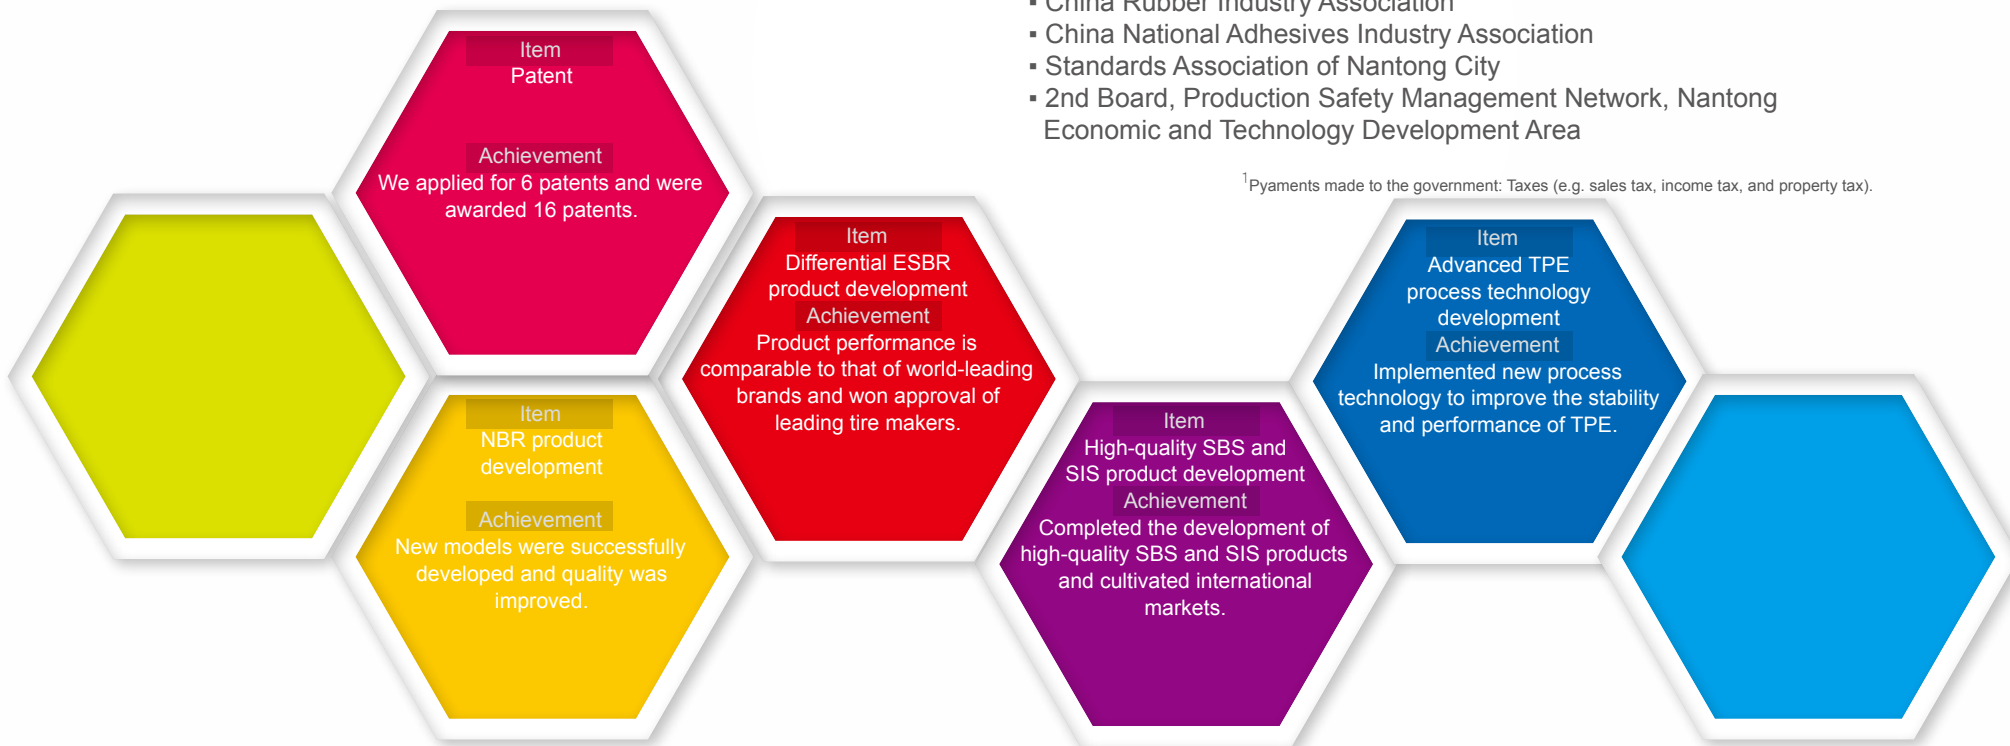 ▪ China Rubber Industry Association
▪ China National Adhesives Industry Association
▪ Standards Association of Nantong City
▪ 2nd Board, Production Safety Management Network, Nantong
Economic and Technology Development Area
1Pyaments made to the government: Taxes (e.g. sales tax, income tax, and property tax).
Item
Patent
Achievement
We applied for 6 patents and were
awarded 16 patents.
Item
NBR product
development
Achievement
New models were successfully
developed and quality was
improved.
Item
Differential ESBR
product development
Achievement
Product performance is
comparable to that of world-leading
brands and won approval of
leading tire makers.
Item
High-quality SBS and
SIS product development
Achievement
Completed the development of
high-quality SBS and SIS products
and cultivated international
markets.
Item
Advanced TPE
process technology
development
Achievement
Implemented new process
technology to improve the stability
and performance of TPE.